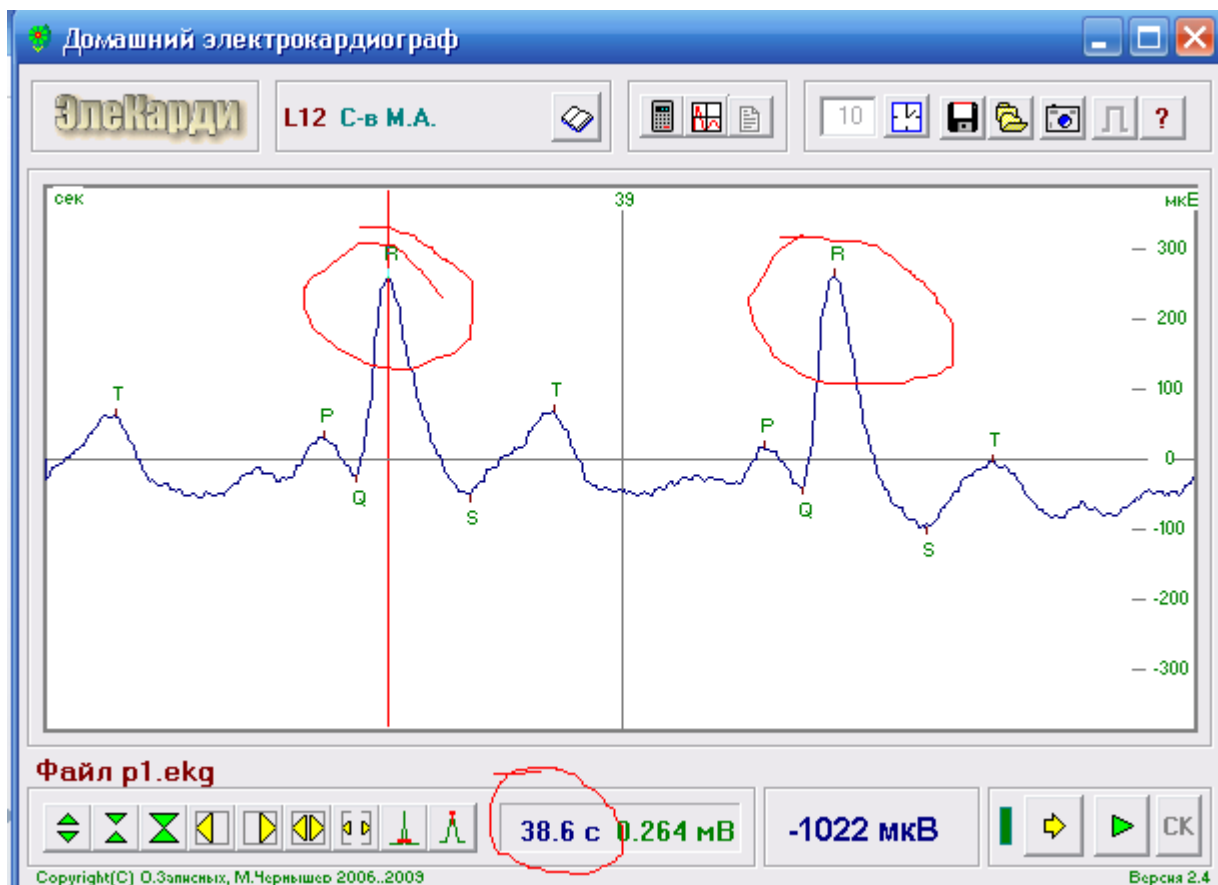 Домашний электрокардиограф
ЭлеКарди L12 С-в М.А. 10 ?
сек 39 мкЕ
R R
300
200
100
T P T P T
0
Q S Q S
-100
-200
-300
Файл p1.ekg
38.6 с 0.264 мВ -1022 мкВ СК
Copyright(C) О.Записных, М.Чернышев 2006..2009 Версия 2.4